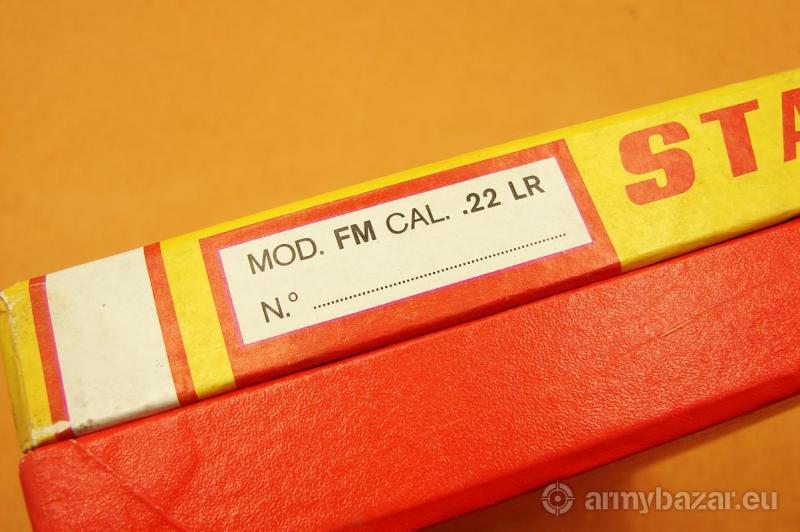 STA
MOD. FM CAL. .22 LR
N.º ........................................
armybazar.eu